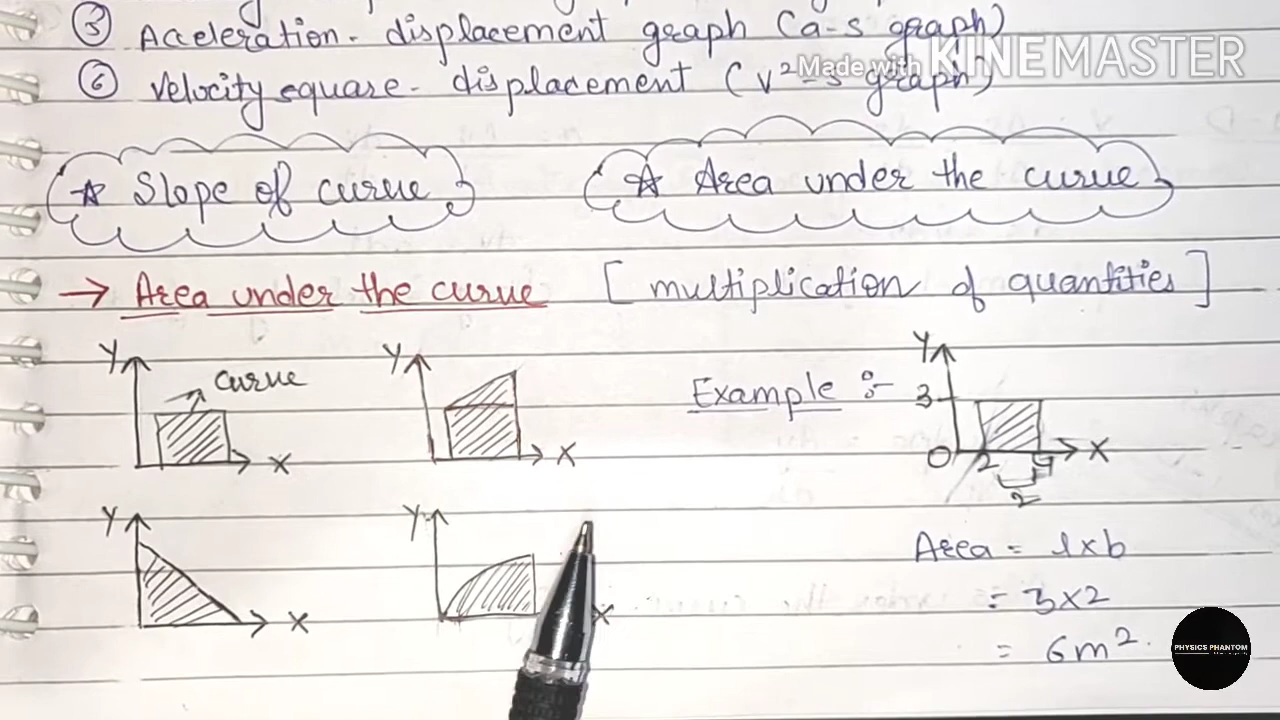 ⑤ Acceleration - displacement graph (a-s graph)
⑥ Velocity square - displacement (v²-s graph)
Made with KINEMASTER
☆ Slope of curve
☆ Area under the curve
→ Area under the curve [multiplication of quantities]
Y
curve
X
Y
X
Example :-
Y
3
O 2 4 X
2
Y
X
Y
X
Area = l×b
= 3×2
= 6m².
PHYSICS PHANTOM